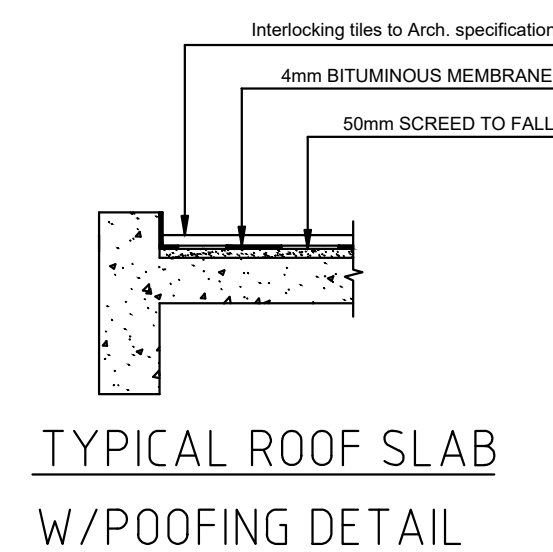 Interlocking tiles to Arch. specification
4mm BITUMINOUS MEMBRANE
50mm SCREED TO FALL
TYPICAL ROOF SLAB
W/POOFING DETAIL